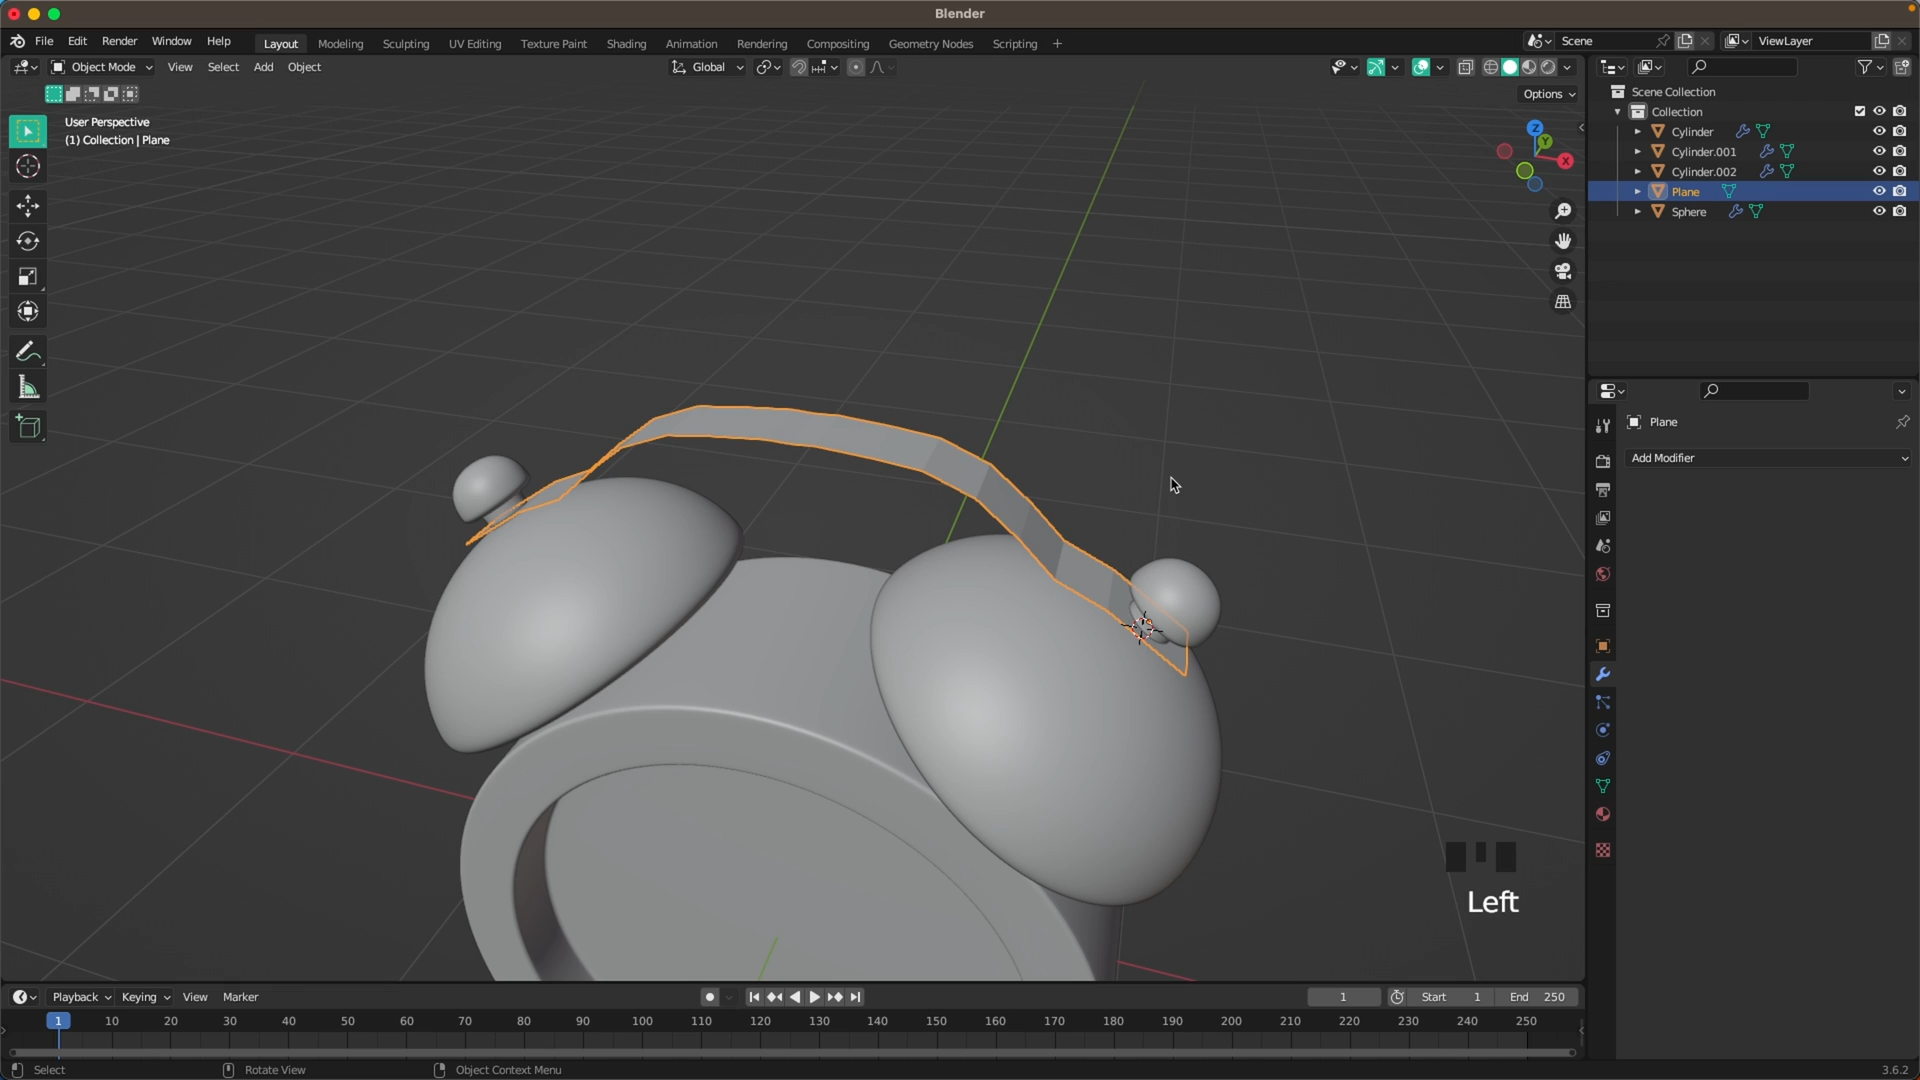 Blender
File Edit Render Window Help Layout Modeling Sculpting UV Editing Texture Paint Shading Animation Rendering Compositing Geometry Nodes Scripting + Scene ViewLayer
Object Mode View Select Add Object Global
Options
User Perspective
(1) Collection | Plane
Z
Y
X
Scene Collection
Collection
Cylinder
Cylinder.001
Cylinder.002
Plane
Sphere
Plane
Add Modifier
Left
Playback Keying View Marker 1 Start 1 End 250
1 10 20 30 40 50 60 70 80 90 100 110 120 130 140 150 160 170 180 190 200 210 220 230 240 250
Select Rotate View Object Context Menu 3.6.2